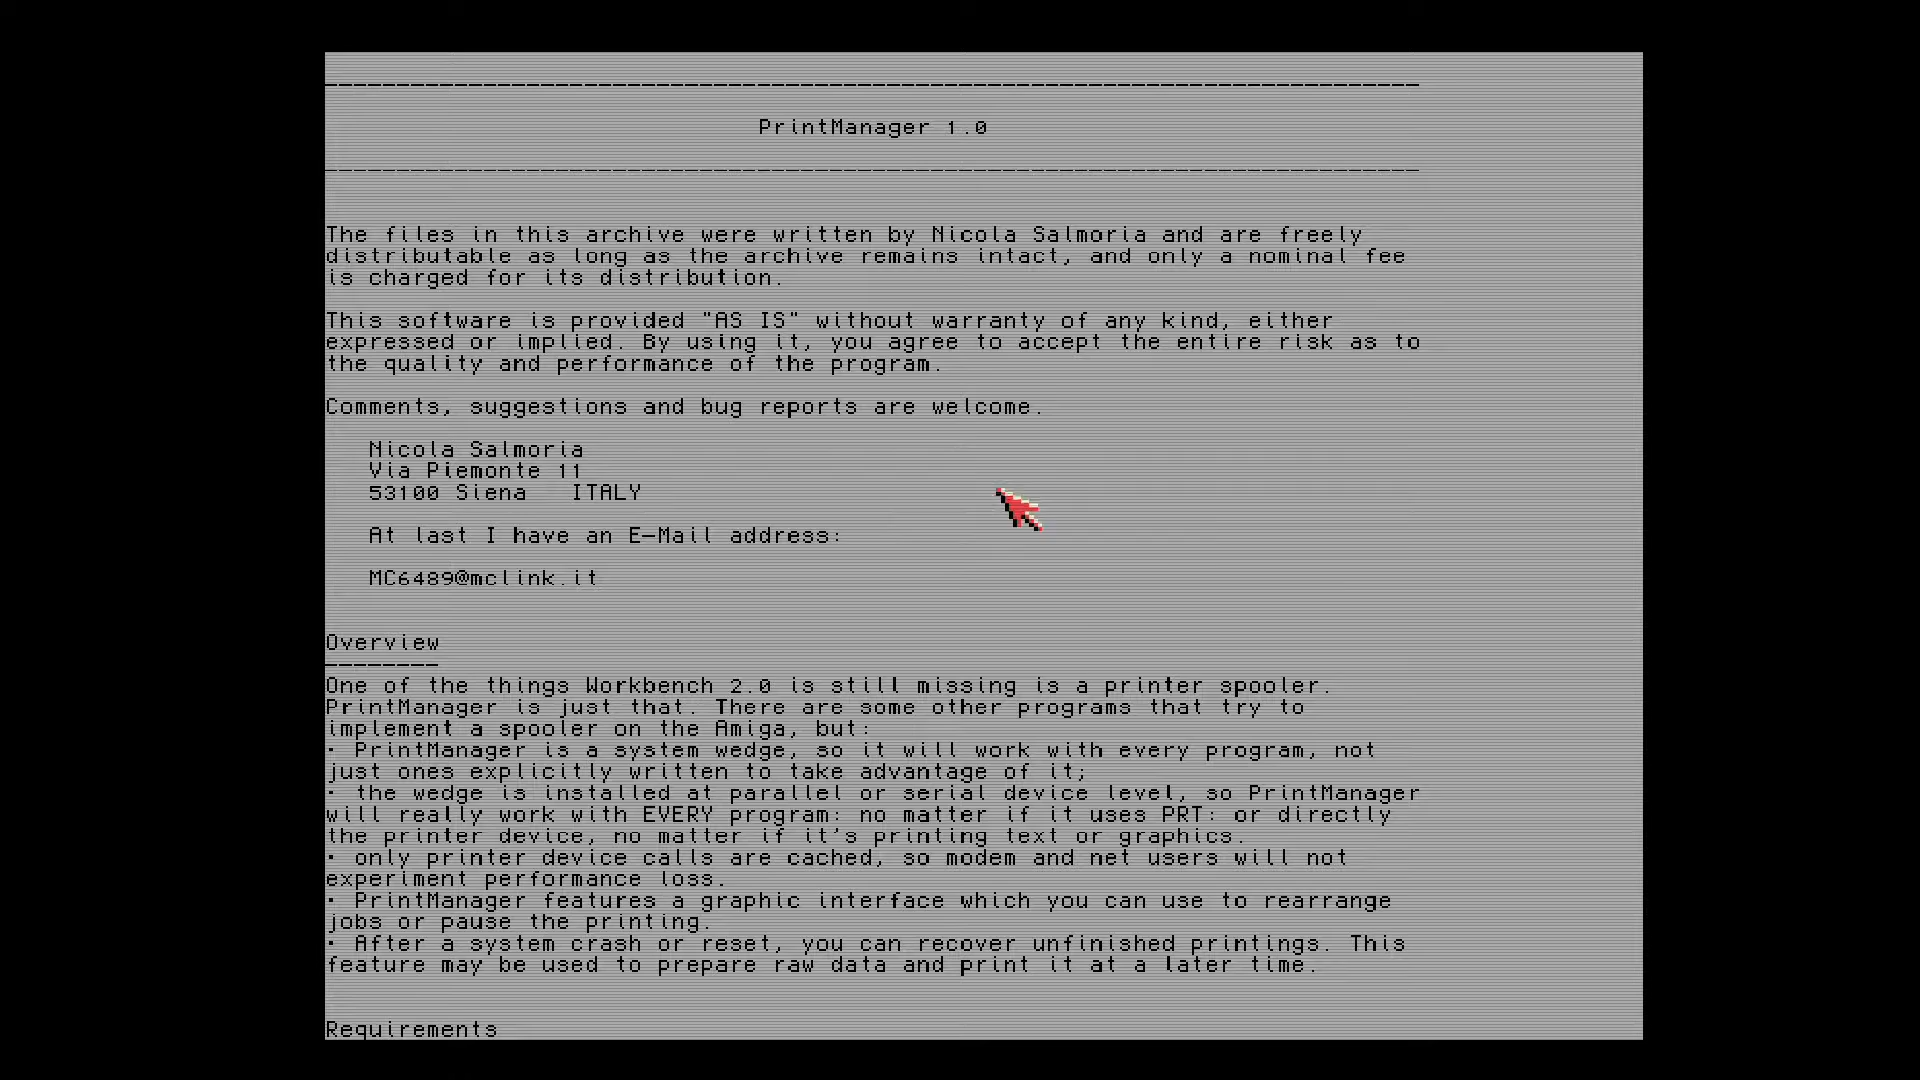 --------------------------------------------------------------------------------
PrintManager 1.0
--------------------------------------------------------------------------------
The files in this archive were written by Nicola Salmoria and are freely
distributable as long as the archive remains intact, and only a nominal fee
is charged for its distribution.
This software is provided "AS IS" without warranty of any kind, either
expressed or implied. By using it, you agree to accept the entire risk as to
the quality and performance of the program.
Comments, suggestions and bug reports are welcome.
Nicola Salmoria
Via Piemonte 11
53100 Siena   ITALY
At last I have an E-Mail address:
MC6489@mclink.it
Overview
--------
One of the things Workbench 2.0 is still missing is a printer spooler.
PrintManager is just that. There are some other programs that try to
implement a spooler on the Amiga, but:
· PrintManager is a system wedge, so it will work with every program, not
just ones explicitly written to take advantage of it;
· the wedge is installed at parallel or serial device level, so PrintManager
will really work with EVERY program: no matter if it uses PRT: or directly
the printer device, no matter if it's printing text or graphics.
· only printer device calls are cached, so modem and net users will not
experiment performance loss.
· PrintManager features a graphic interface which you can use to rearrange
jobs or pause the printing.
· After a system crash or reset, you can recover unfinished printings. This
feature may be used to prepare raw data and print it at a later time.
Requirements